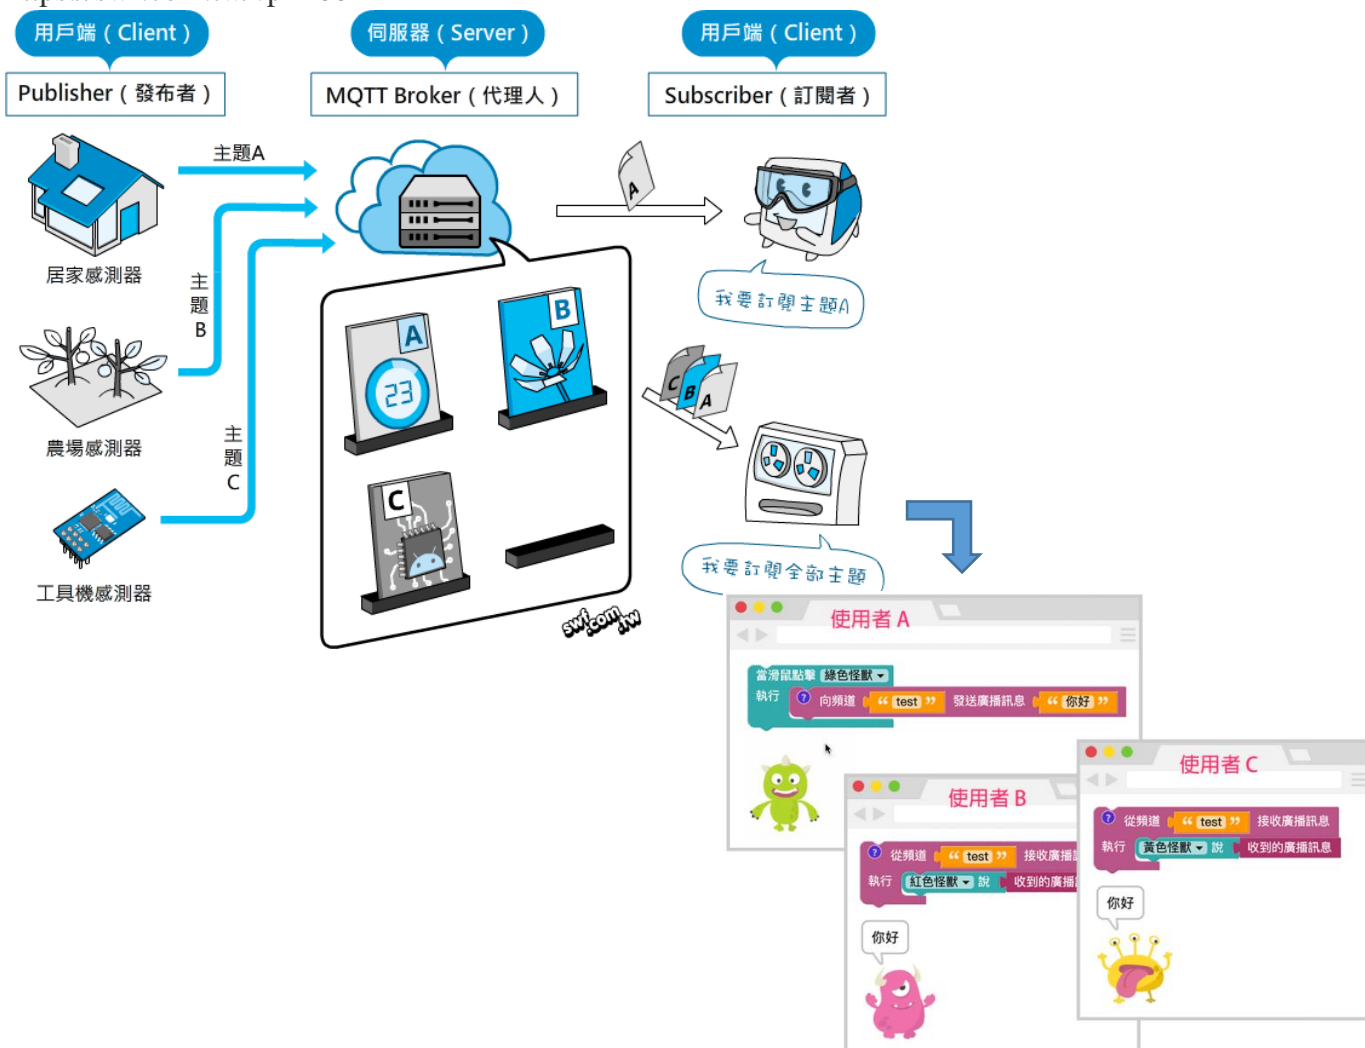 用戶端（Client）
伺服器（Server）
用戶端（Client）
Publisher（發布者）
MQTT Broker（代理人）
Subscriber（訂閱者）
主題A
A
居家感測器
我要訂閱主題A
主題B
A
B
23
C
B
A
農場感測器
主題C
C
我要訂閱全部主題
工具機感測器
swf.com.tw
使用者 A
當滑鼠點擊 綠色怪獸
執行 ? 向頻道 “ test ” 發送廣播訊息 “ 你好 ”
使用者 B
? 從頻道 “ test ” 接收廣播
執行 紅色怪獸 說 收到的廣播
你好
使用者 C
? 從頻道 “ test ” 接收廣播訊息
執行 黃色怪獸 說 收到的廣播訊息
你好